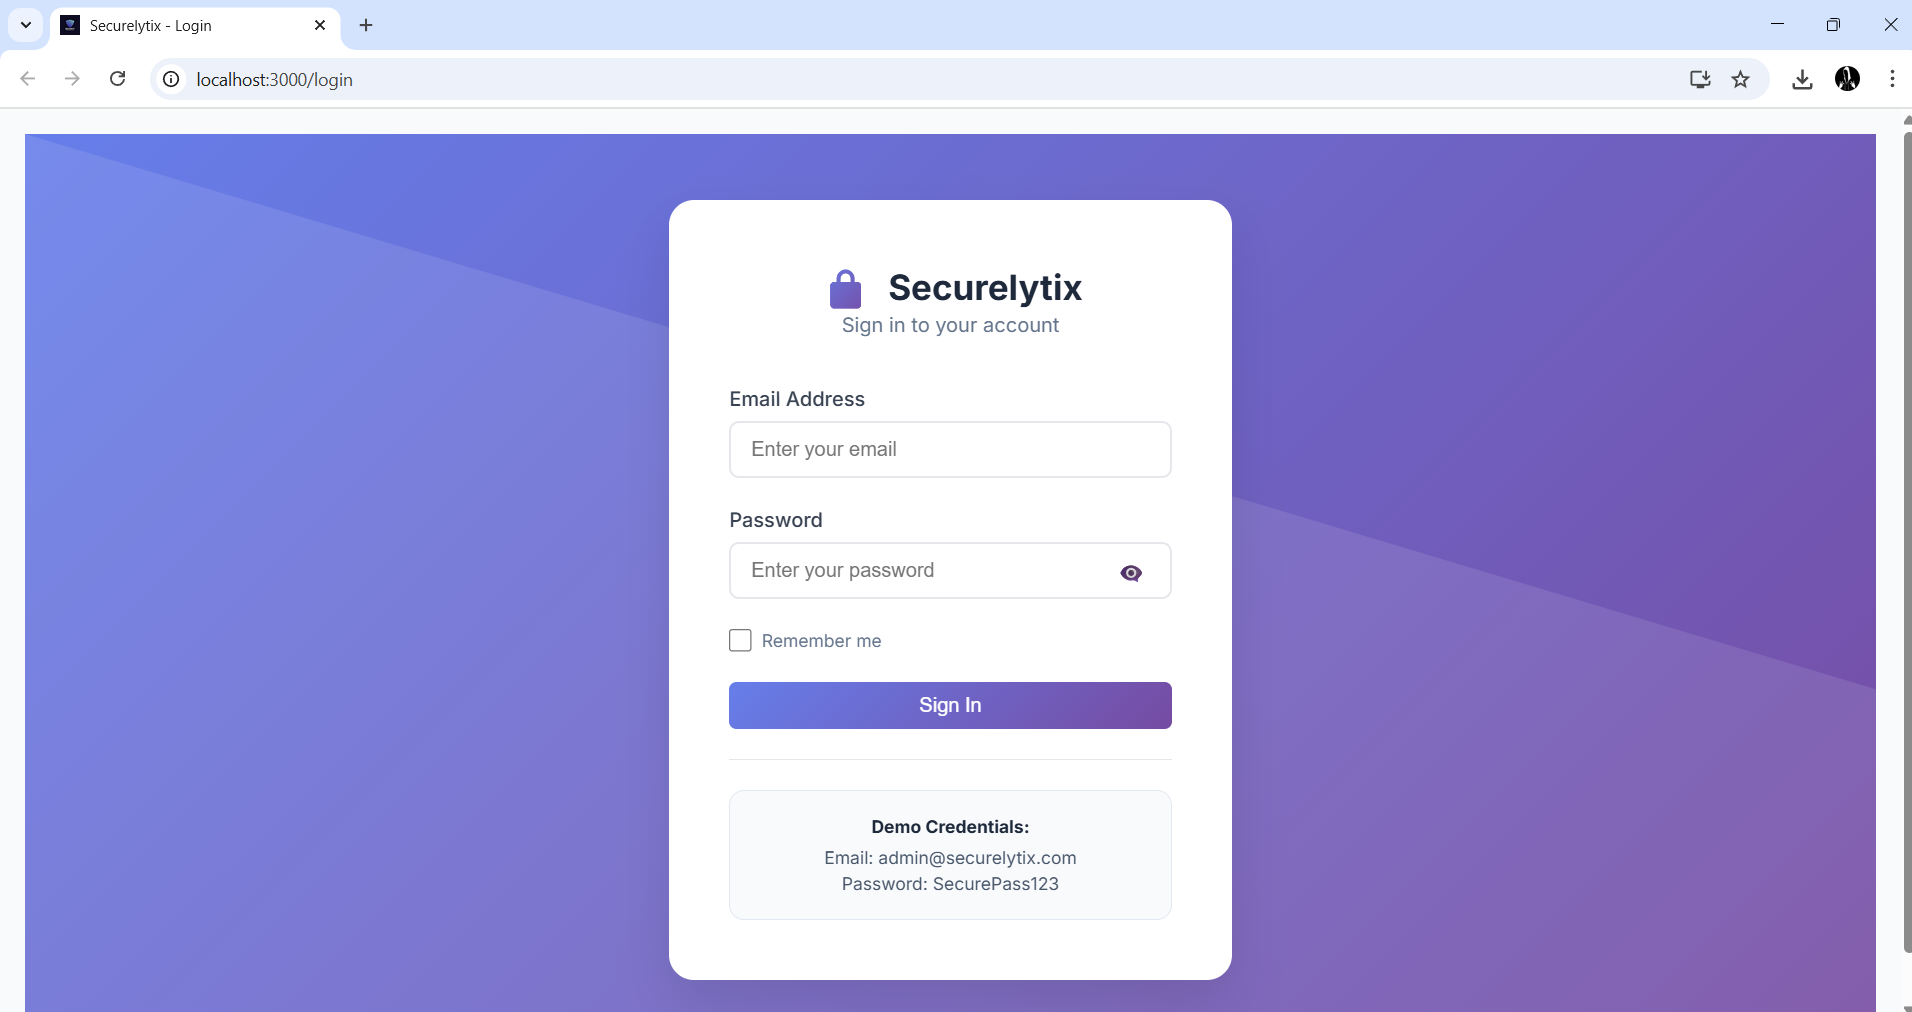 Securelytix - Login
localhost:3000/login
Securelytix
Sign in to your account
Email Address
Enter your email
Password
Enter your password
Remember me
Sign In
Demo Credentials:
Email: admin@securelytix.com
Password: SecurePass123